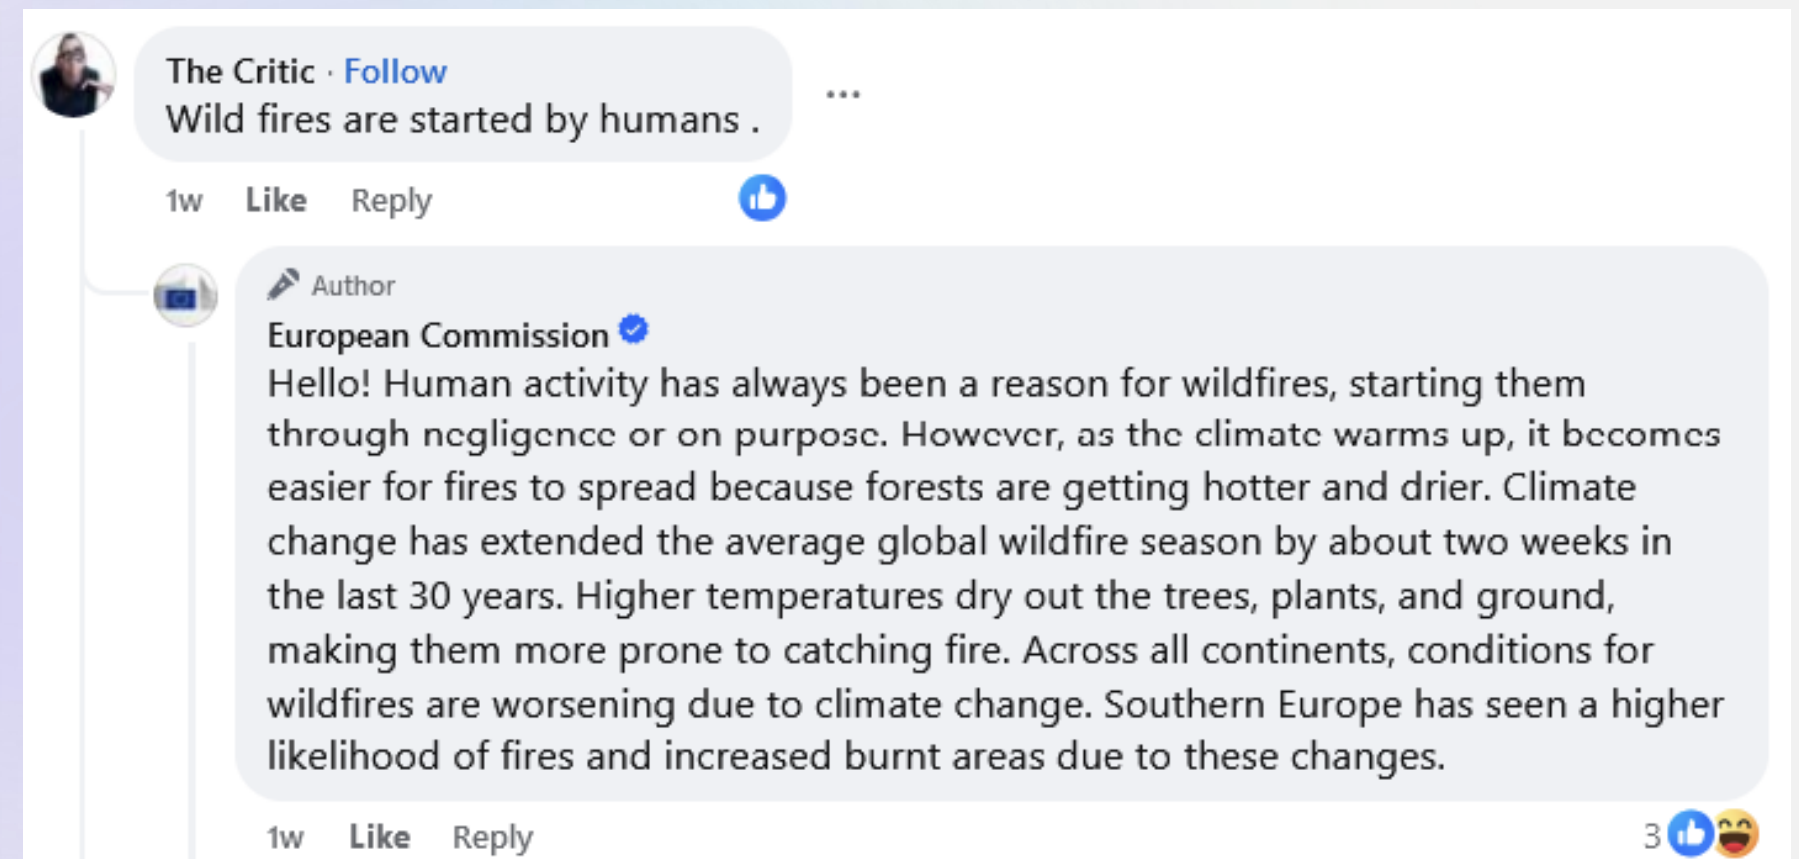 The Critic · Follow
Wild fires are started by humans .
...
1w Like Reply
Author
European Commission
Hello! Human activity has always been a reason for wildfires, starting them
through negligence or on purpose. However, as the climate warms up, it becomes
easier for fires to spread because forests are getting hotter and drier. Climate
change has extended the average global wildfire season by about two weeks in
the last 30 years. Higher temperatures dry out the trees, plants, and ground,
making them more prone to catching fire. Across all continents, conditions for
wildfires are worsening due to climate change. Southern Europe has seen a higher
likelihood of fires and increased burnt areas due to these changes.
1w Like Reply
3